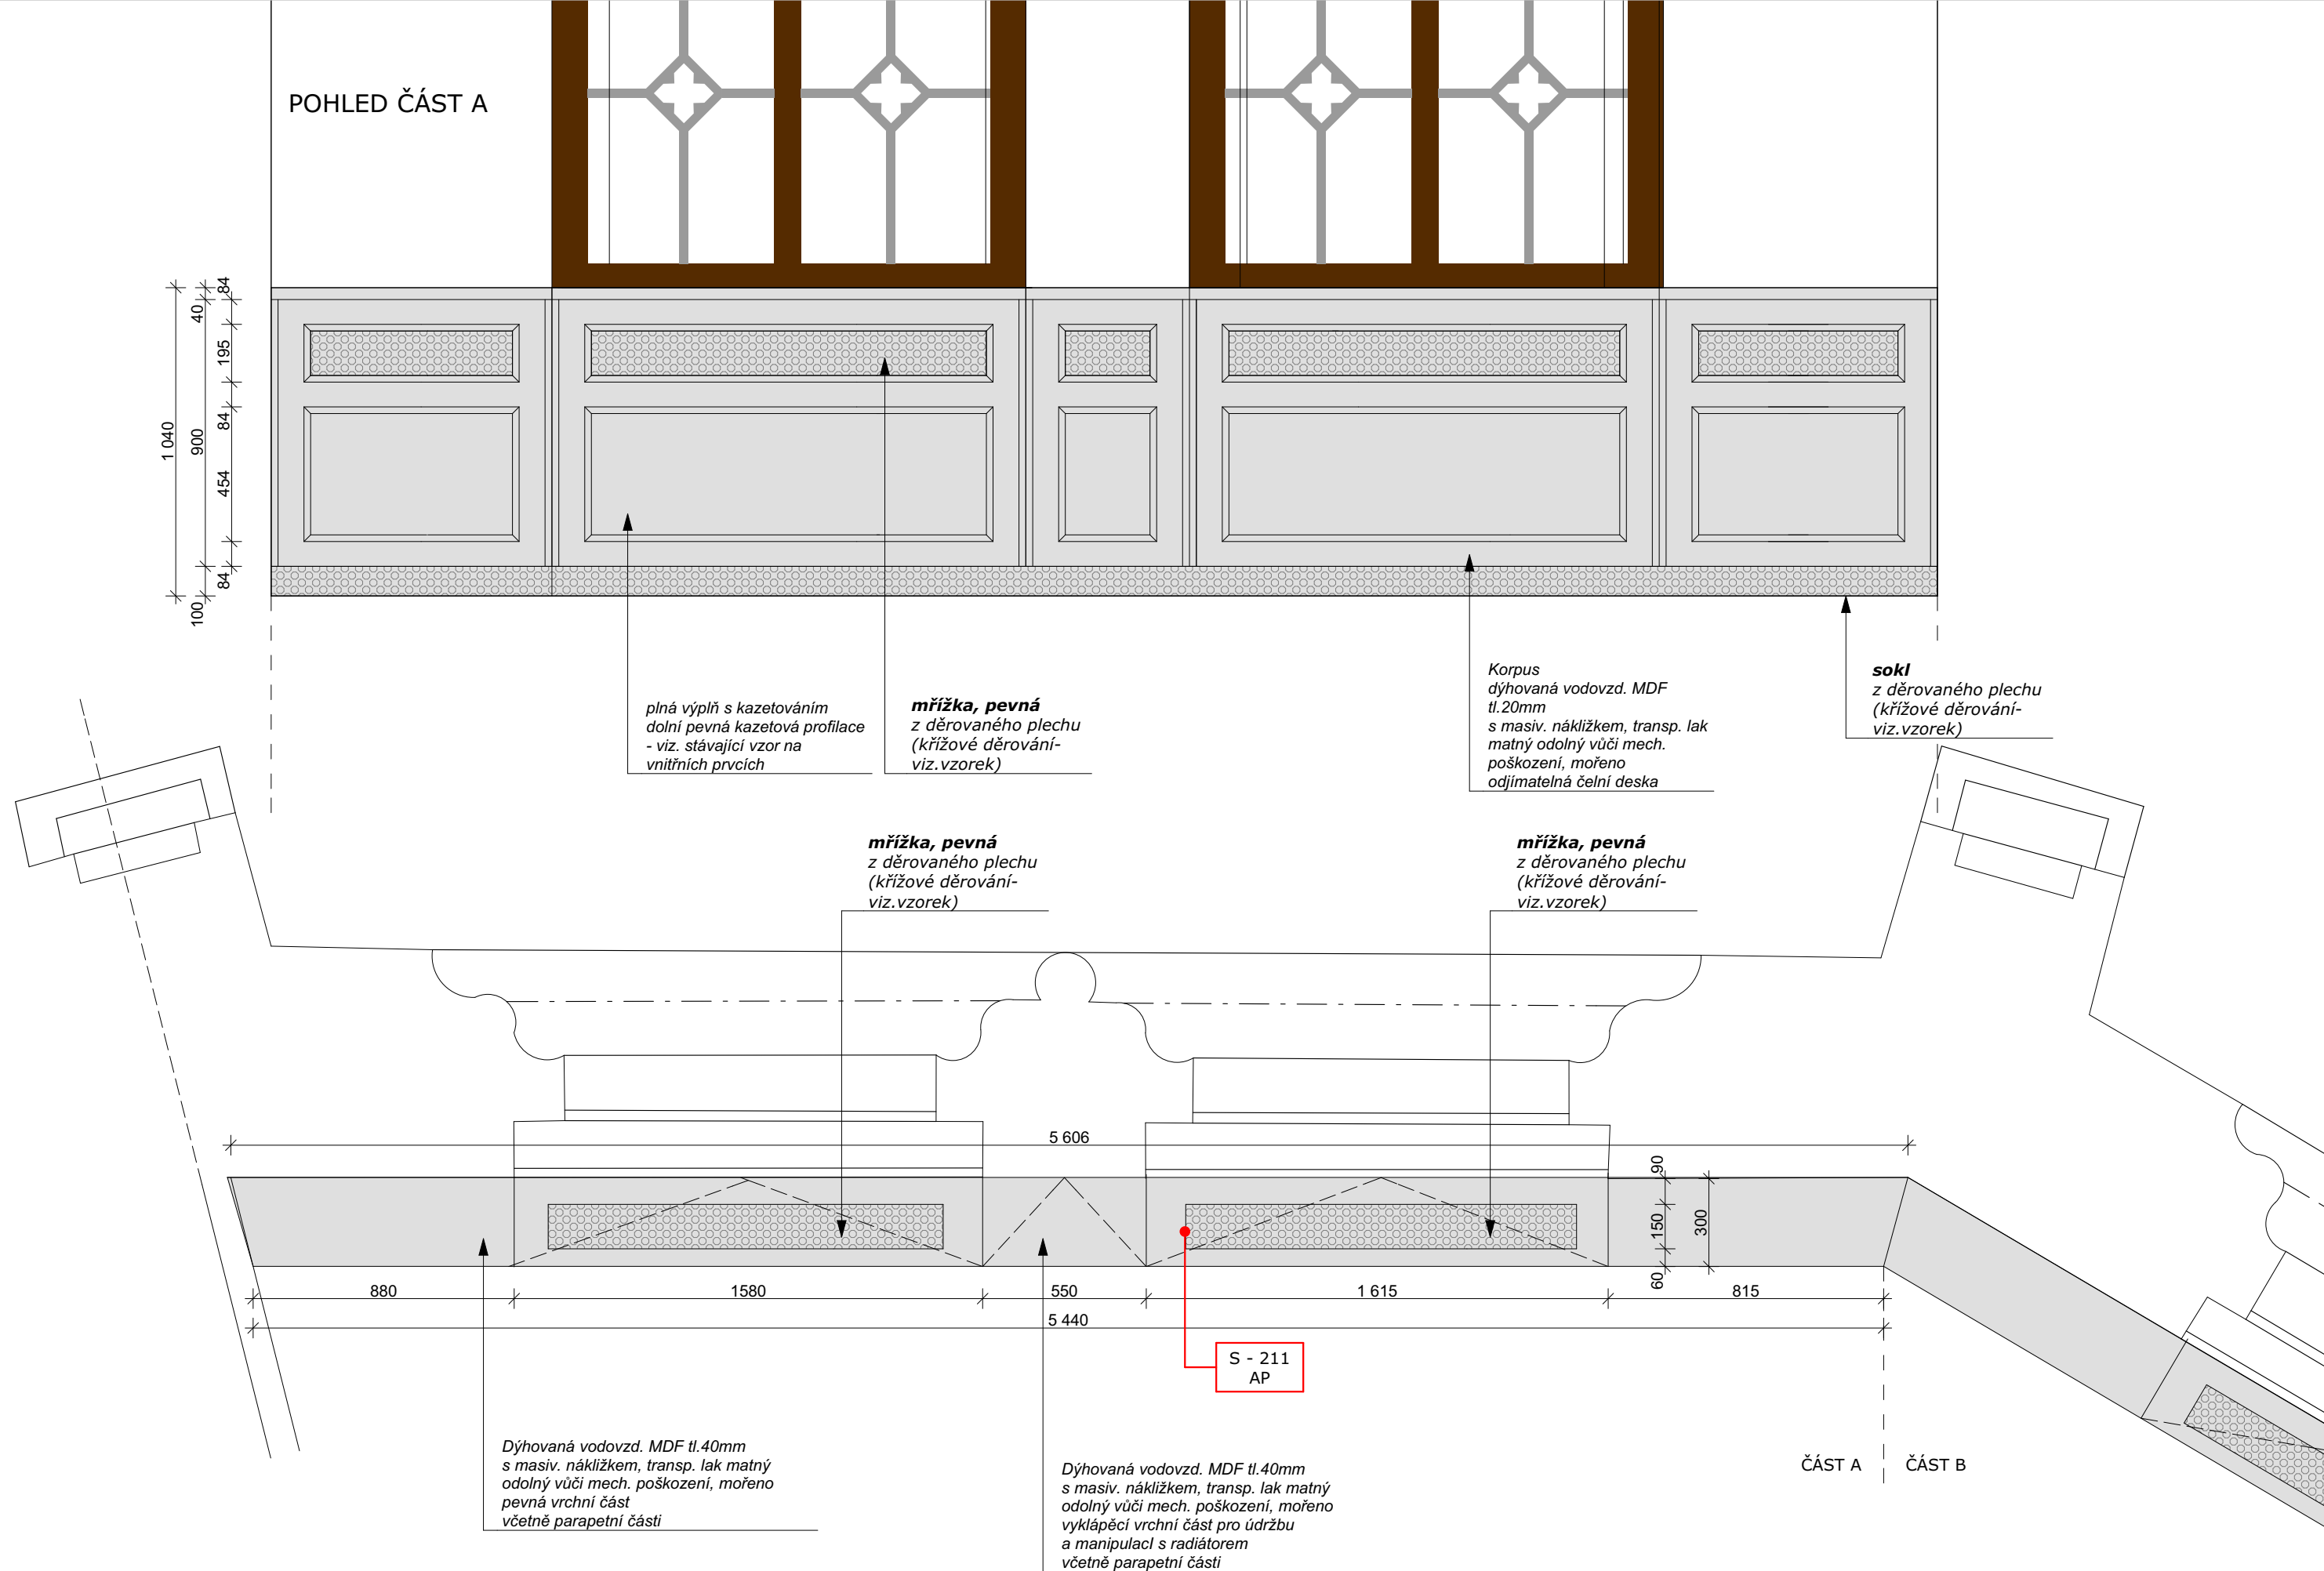 POHLED ČÁST A
84
40
195
84
1 040
900
454
84
100
plná výplň s kazetováním
dolní pevná kazetová profilace
- viz. stávající vzor na
vnitřních prvcích
mřížka, pevná
z děrovaného plechu
(křížové děrování-
viz.vzorek)
Korpus
dýhovaná vodovzd. MDF
tl.20mm
s masiv. nákližkem, transp. lak
matný odolný vůči mech.
poškození, mořeno
odjímatelná čelní deska
sokl
z děrovaného plechu
(křížové děrování-
viz.vzorek)
mřížka, pevná
z děrovaného plechu
(křížové děrování-
viz.vzorek)
mřížka, pevná
z děrovaného plechu
(křížové děrování-
viz.vzorek)
5 606
90
150
300
60
880
1580
550
1 615
815
5 440
S - 211
AP
Dýhovaná vodovzd. MDF tl.40mm
s masiv. nákližkem, transp. lak matný
odolný vůči mech. poškození, mořeno
pevná vrchní část
včetně parapetní části
Dýhovaná vodovzd. MDF tl.40mm
s masiv. nákližkem, transp. lak matný
odolný vůči mech. poškození, mořeno
vyklápěcí vrchní část pro údržbu
a manipulacI s radiátorem
včetně parapetní části
ČÁST A
ČÁST B